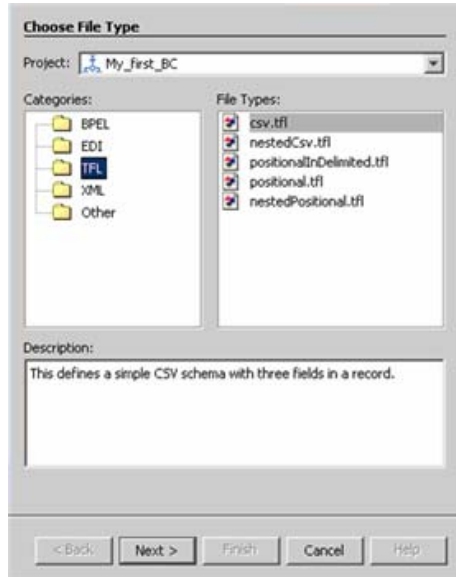 Choose File Type
Project: My_first_BC
Categories:
BPEL
EDI
TFL
XML
Other
File Types:
csv.tfl
nestedCsv.tfl
positionalInDelimited.tfl
positional.tfl
nestedPositional.tfl
Description:
This defines a simple CSV schema with three fields in a record.
< Back Next > Finish Cancel Help